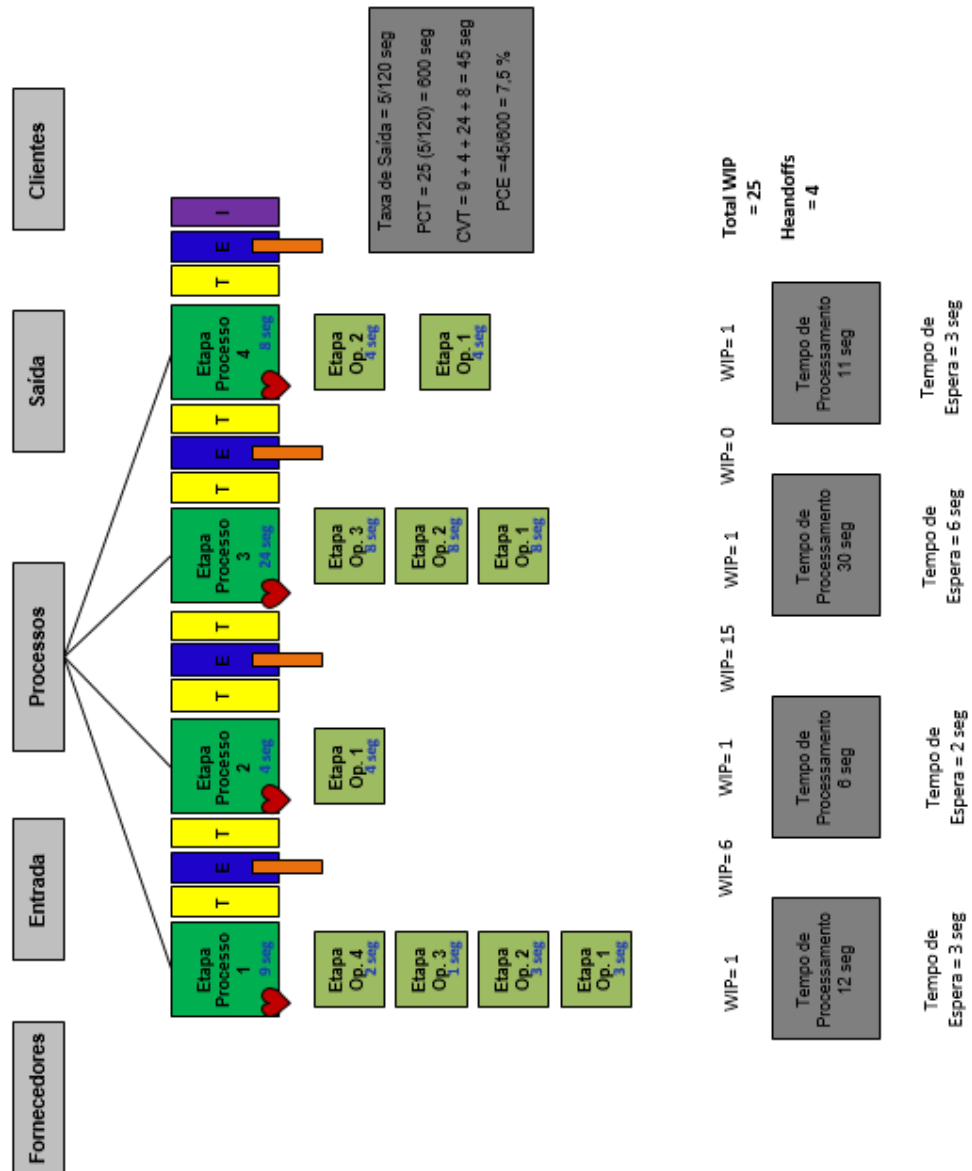 Fornecedores
Entrada
Processos
Saída
Clientes
Etapa
Processo
1
9 seg
T
E
T
Etapa
Processo
2
4 seg
T
E
T
Etapa
Processo
3
24 seg
T
E
T
Etapa
Processo
4
8 seg
T
E
I
Etapa
Op. 4
2 seg
Etapa
Op. 3
1 seg
Etapa
Op. 2
3 seg
Etapa
Op. 1
3 seg
Etapa
Op. 1
4 seg
Etapa
Op. 3
8 seg
Etapa
Op. 2
8 seg
Etapa
Op. 1
8 seg
Etapa
Op. 2
4 seg
Etapa
Op. 1
4 seg
Taxa de Saída = 5/120 seg
PCT = 25 (5/120) = 600 seg
CVT = 9 + 4 + 24 + 8 = 45 seg
PCE =45/600 = 7,5 %
WIP= 1
WIP= 6
WIP= 1
WIP= 15
WIP= 1
WIP= 0
WIP= 1
Total WIP
= 25
Heandoffs
= 4
Tempo de
Processamento
12 seg
Tempo de
Processamento
6 seg
Tempo de
Processamento
30 seg
Tempo de
Processamento
11 seg
Tempo de
Espera = 3 seg
Tempo de
Espera = 2 seg
Tempo de
Espera = 6 seg
Tempo de
Espera = 3 seg